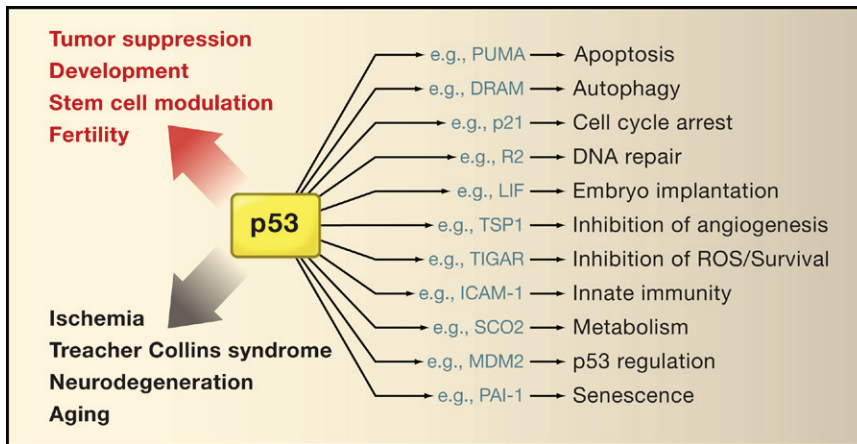 Tumor suppression
Development
Stem cell modulation
Fertility
p53
Ischemia
Treacher Collins syndrome
Neurodegeneration
Aging
e.g., PUMA Apoptosis
e.g., DRAM Autophagy
e.g., p21 Cell cycle arrest
e.g., R2 DNA repair
e.g., LIF Embryo implantation
e.g., TSP1 Inhibition of angiogenesis
e.g., TIGAR Inhibition of ROS/Survival
e.g., ICAM-1 Innate immunity
e.g., SCO2 Metabolism
e.g., MDM2 p53 regulation
e.g., PAI-1 Senescence